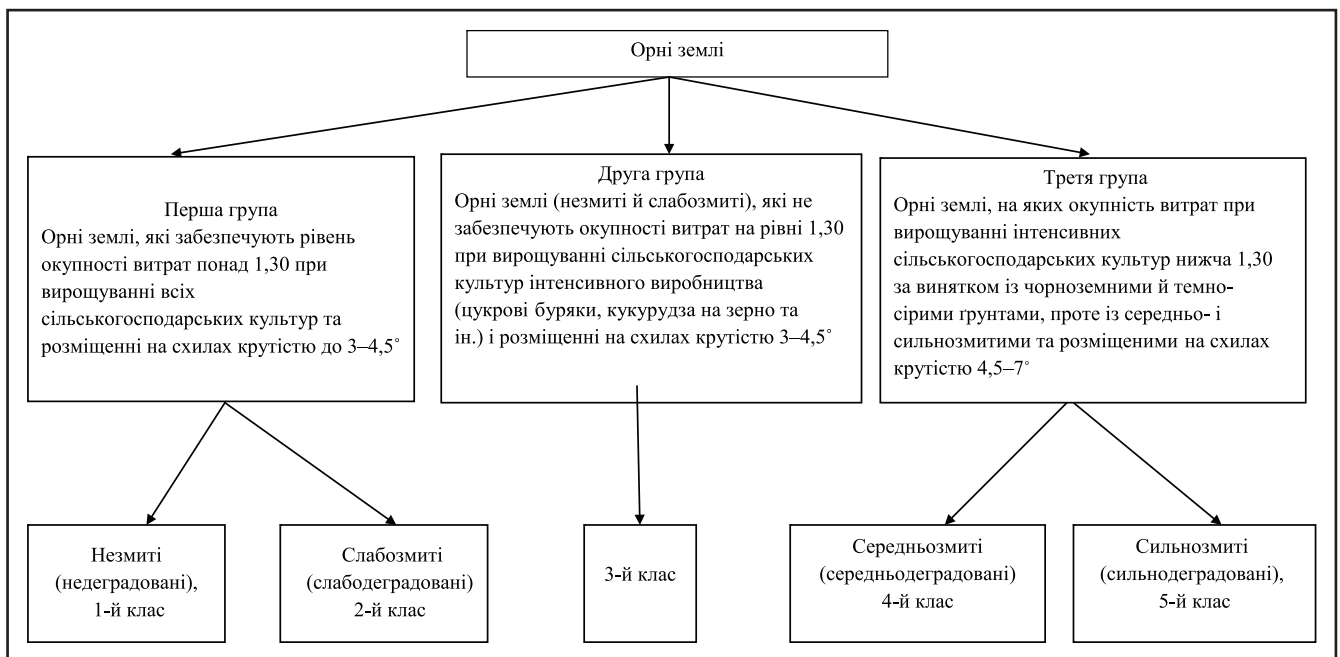 Орні землі
Перша група
Орні землі, які забезпечують рівень
окупності витрат понад 1,30 при
вирощуванні всіх
сільськогосподарських культур та
розміщенні на схилах крутістю до 3–4,5˚
Друга група
Орні землі (незмиті й слабозмиті), які не
забезпечують окупності витрат на рівні 1,30
при вирощуванні сільськогосподарських
культур інтенсивного виробництва
(цукрові буряки, кукурудза на зерно та
ін.) і розміщенні на схилах крутістю 3–4,5˚
Третя група
Орні землі, на яких окупність витрат при
вирощуванні інтенсивних
сільськогосподарських культур нижча 1,30
за винятком із чорноземними й темно-
сірими ґрунтами, проте із середньо- і
сильнозмитими та розміщеними на схилах
крутістю 4,5–7˚
Незмиті
(недеградовані),
1-й клас
Слабозмиті
(слабодеградовані)
2-й клас
3-й клас
Середньозмиті
(середньодеградовані)
4-й клас
Сильнозмиті
(сильнодеградовані),
5-й клас